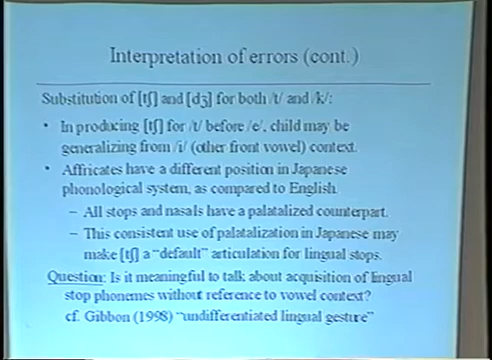 Interpretation of errors (cont.)
Substitution of [tʃ] and [dʒ] for both /t/ and /k/:
• In producing [tʃ] for /t/ before /e/, child may be
generalizing from /i/ (other front vowel) context.
• Affricates have a different position in Japanese
phonological system, as compared to English.
– All stops and nasals have a palatalized counterpart.
– This consistent use of palatalization in Japanese may
make [tʃ] a “default” articulation for lingual stops.
Question: Is it meaningful to talk about acquisition of lingual
stop phonemes without reference to vowel context?
cf. Gibbon (1998) “undifferentiated lingual gesture”